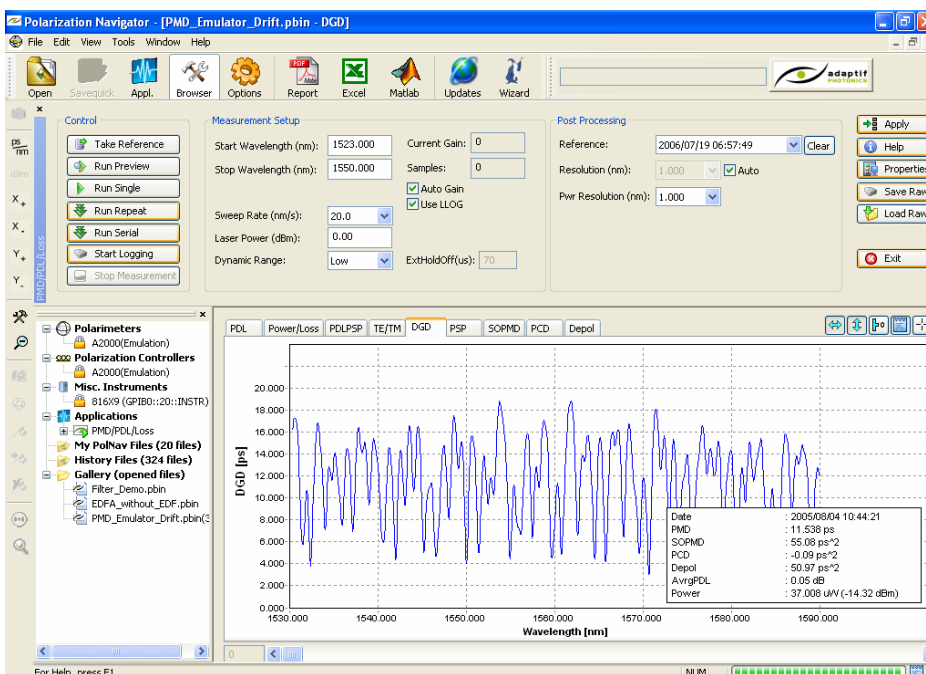 Polarization Navigator - [PMD_Emulator_Drift.pbin - DGD]
File Edit View Tools Window Help
Open Savequick Appl. Browser Options Report Excel Matlab Updates Wizard
adaptif
PHOTONICS
Control
Take Reference
Run Preview
Run Single
Run Repeat
Run Serial
Start Logging
Stop Measurement
Measurement Setup
Start Wavelength (nm): 1523.000 Current Gain: 0
Stop Wavelength (nm): 1550.000 Samples: 0
Auto Gain
Use LLOG
Sweep Rate (nm/s): 20.0
Laser Power (dBm): 0.00
Dynamic Range: Low ExtHoldOff(us): 70
Post Processing
Reference: 2006/07/19 06:57:49 Clear
Resolution (nm): 1.000 Auto
Pwr Resolution (nm): 1.000
Apply
Help
Properties
Save Raw
Load Raw
Exit
ps
nm
dBm
X+
X-
Y+
Y-
PMD/PDL/Loss
Polarimeters
A2000(Emulation)
Polarization Controllers
A2000(Emulation)
Misc. Instruments
816X9 (GPIB0::20::INSTR)
Applications
PMD/PDL/Loss
My PolNav Files (20 files)
History Files (324 files)
Gallery (opened files)
Filter_Demo.pbin
EDFA_without_EDF.pbin
PMD_Emulator_Drift.pbin(3
PDL Power/Loss PDLPSP TE/TM DGD PSP SOPMD PCD Depol
DGD [ps]
20.000
18.000
16.000
14.000
12.000
10.000
8.000
6.000
4.000
2.000
0.000
1530.000 1540.000 1550.000 1560.000 1570.000 1580.000 1590.000
Wavelength [nm]
Date : 2005/08/04 10:44:21
PMD : 11.538 ps
SOPMD : 55.08 ps^2
PCD : -0.09 ps^2
Depol : 50.97 ps^2
AvrgPDL : 0.05 dB
Power : 37.008 uW (-14.32 dBm)
0
For Help, press F1
NUM